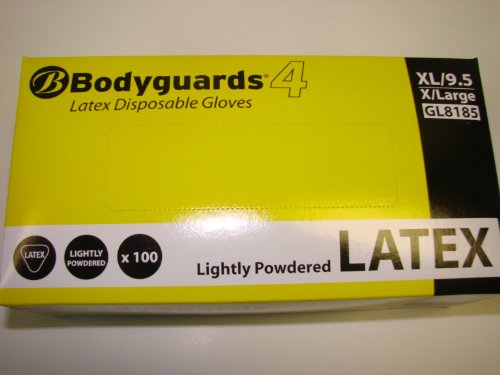 B Bodyguards® 4
Latex Disposable Gloves
XL/9.5
X/Large
GL8185
LATEX
LIGHTLY
POWDERED
x 100
Lightly Powdered LATEX